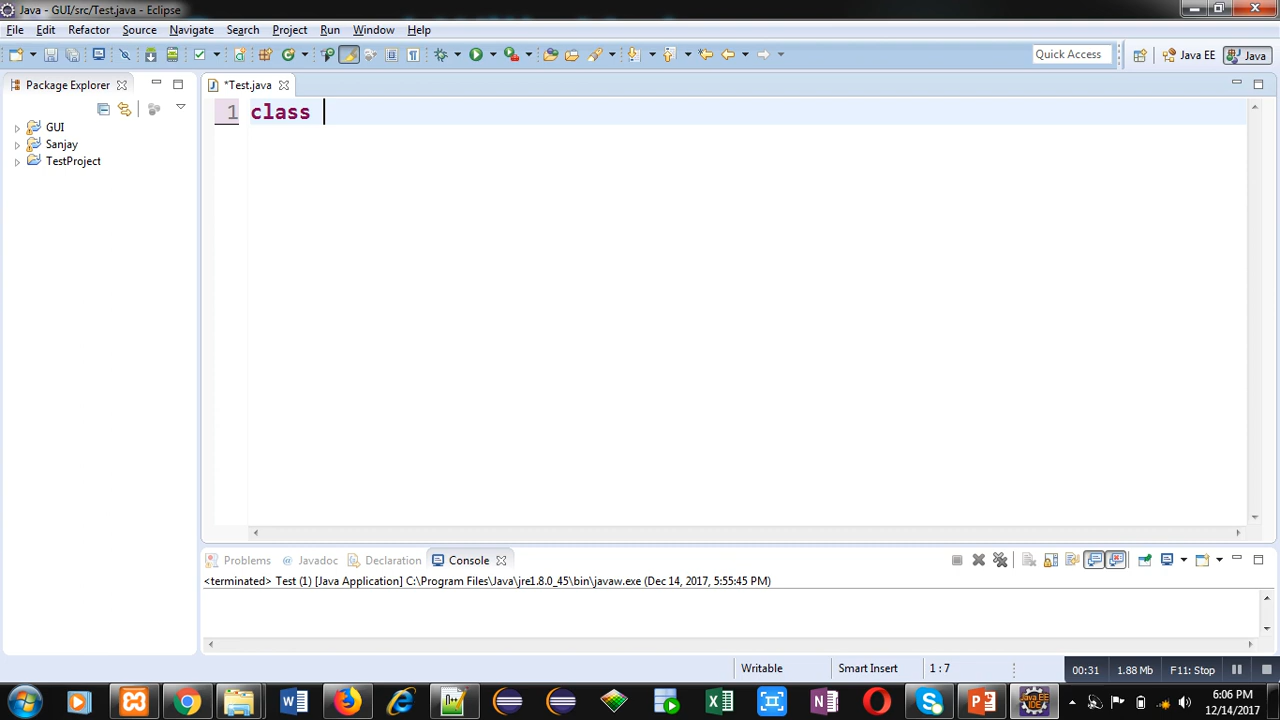 Java - GUI/src/Test.java - Eclipse
File Edit Refactor Source Navigate Search Project Run Window Help
Quick Access Java EE Java
Package Explorer
*Test.java
1 class
GUI
Sanjay
TestProject
Problems @ Javadoc Declaration Console
<terminated> Test (1) [Java Application] C:\Program Files\Java\jre1.8.0_45\bin\javaw.exe (Dec 14, 2017, 5:55:45 PM)
Writable Smart Insert 1 : 7 00:31 1.88 Mb F11: Stop
6:06 PM
12/14/2017